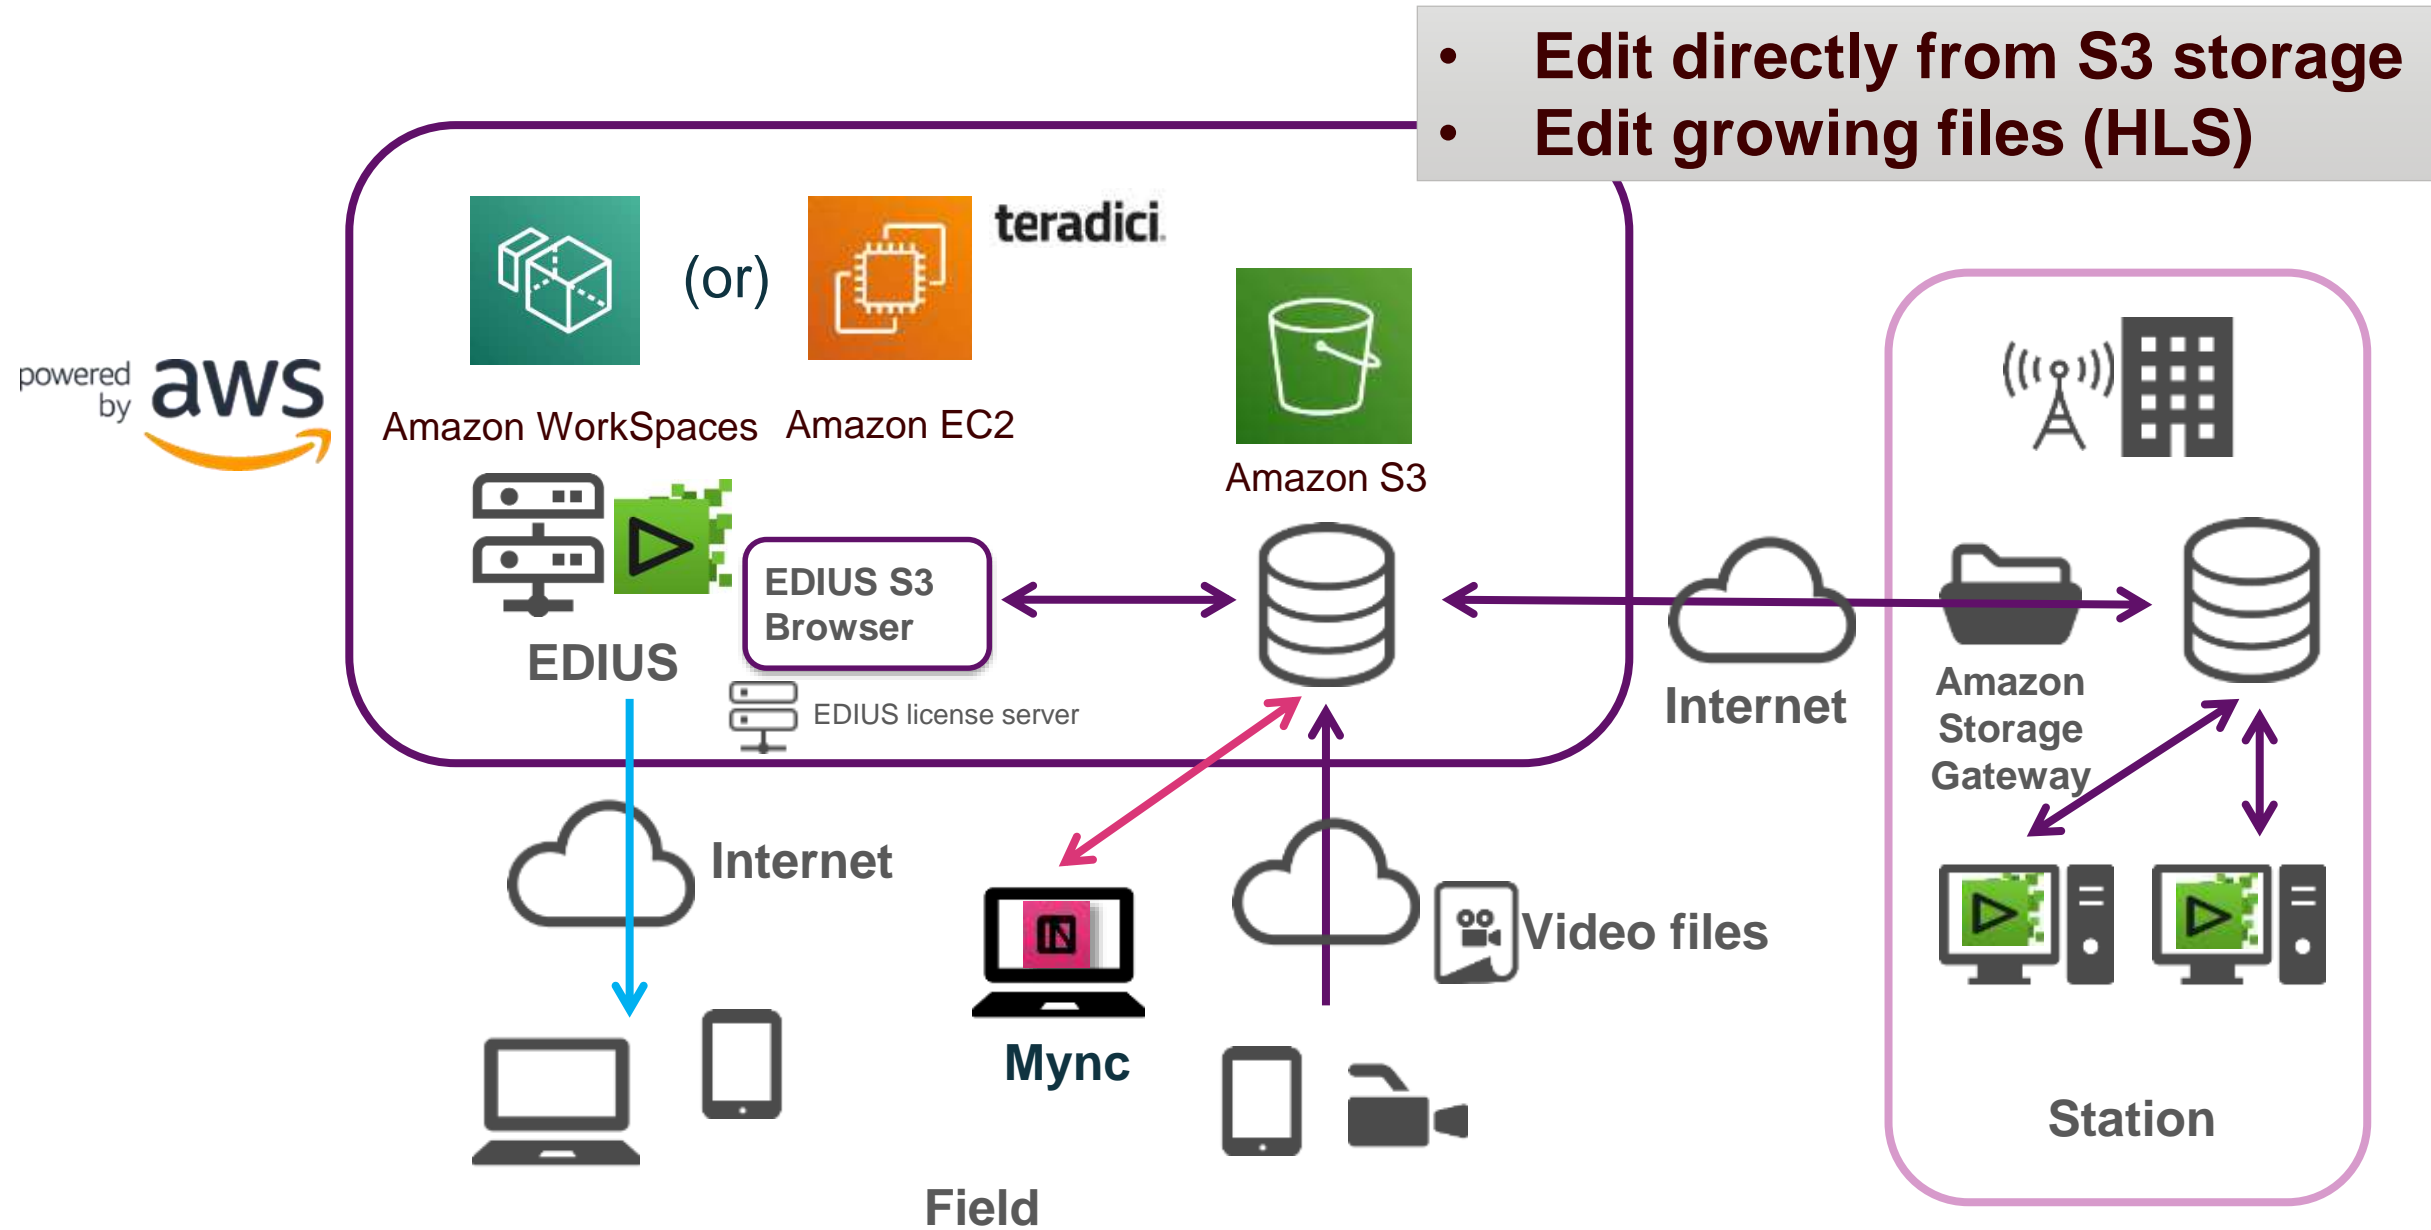 • Edit directly from S3 storage
• Edit growing files (HLS)
teradici.
(or)
powered
by
aws
Amazon WorkSpaces
Amazon EC2
Amazon S3
EDIUS S3
Browser
EDIUS
EDIUS license server
Internet
Amazon
Storage
Gateway
Internet
IN
Video files
Mync
Station
Field